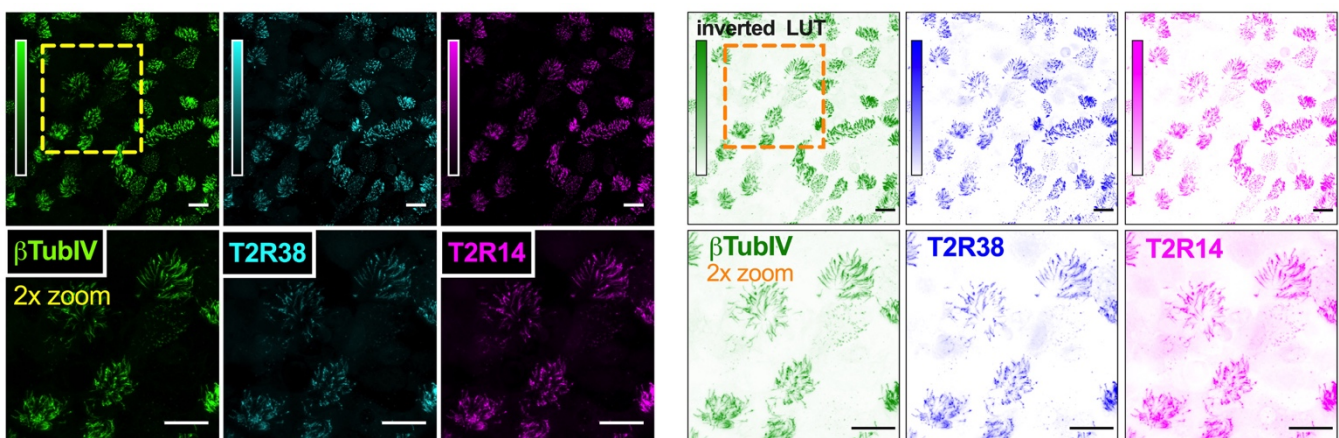 inverted LUT
βTubIV
T2R38
T2R14
2x zoom
βTubIV
T2R38
T2R14
2x zoom